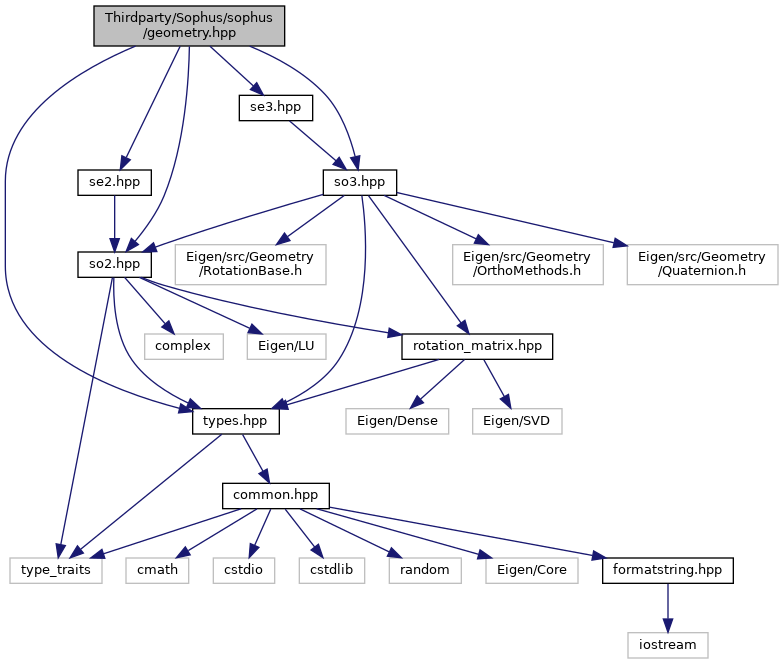 Thirdparty/Sophus/sophus
/geometry.hpp
se3.hpp
se2.hpp
so3.hpp
so2.hpp
Eigen/src/Geometry
/RotationBase.h
Eigen/src/Geometry
/OrthoMethods.h
Eigen/src/Geometry
/Quaternion.h
complex
Eigen/LU
rotation_matrix.hpp
types.hpp
Eigen/Dense
Eigen/SVD
common.hpp
type_traits
cmath
cstdio
cstdlib
random
Eigen/Core
formatstring.hpp
iostream